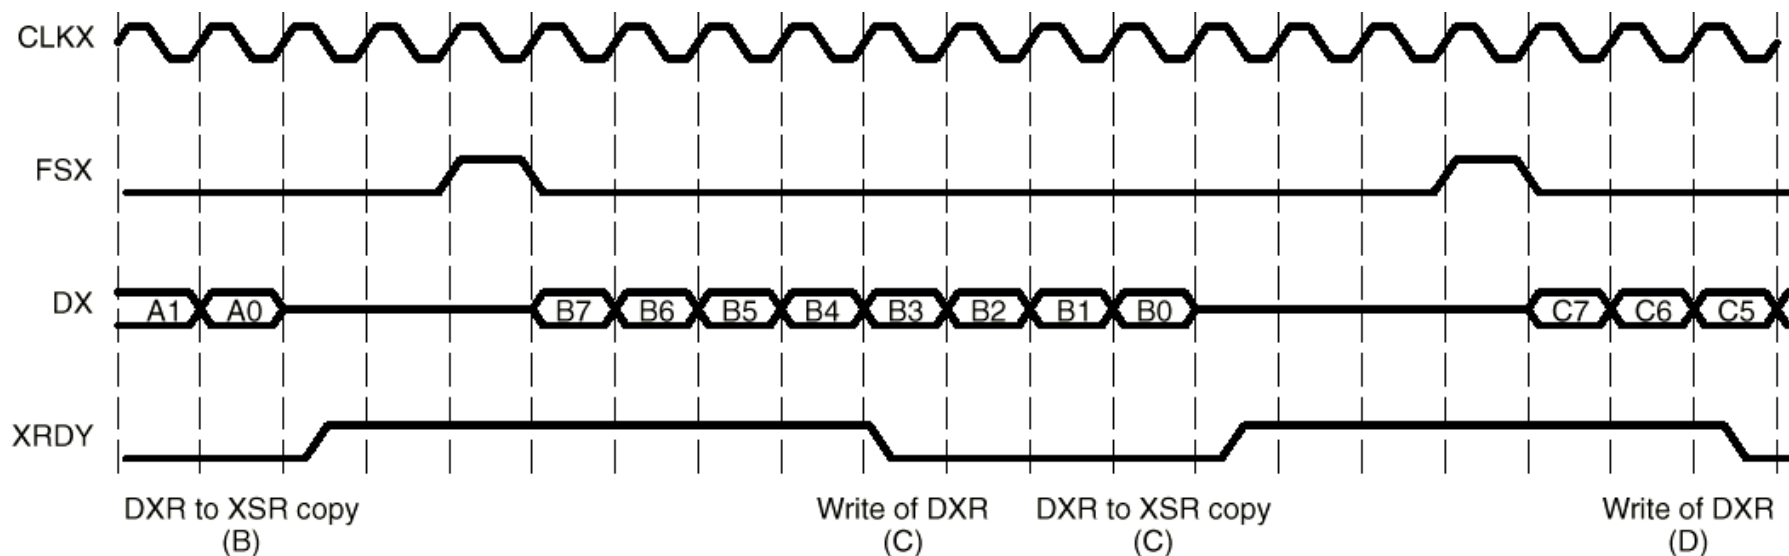 CLKX
FSX
DX A1 A0 B7 B6 B5 B4 B3 B2 B1 B0 C7 C6 C5
XRDY
DXR to XSR copy Write of DXR DXR to XSR copy Write of DXR
(B) (C) (C) (D)